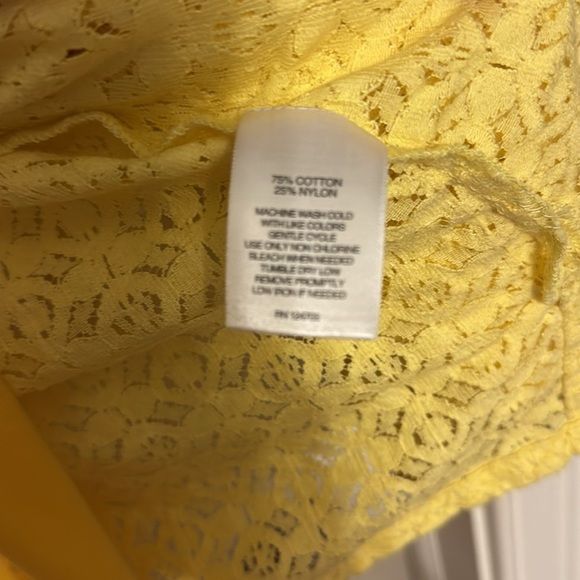 75% COTTON
25% NYLON
MACHINE WASH COLD
WITH LIKE COLORS
GENTLE CYCLE
USE ONLY NON CHLORINE
BLEACH WHEN NEEDED
TUMBLE DRY LOW
REMOVE PROMPTLY
LOW IRON IF NEEDED
RN